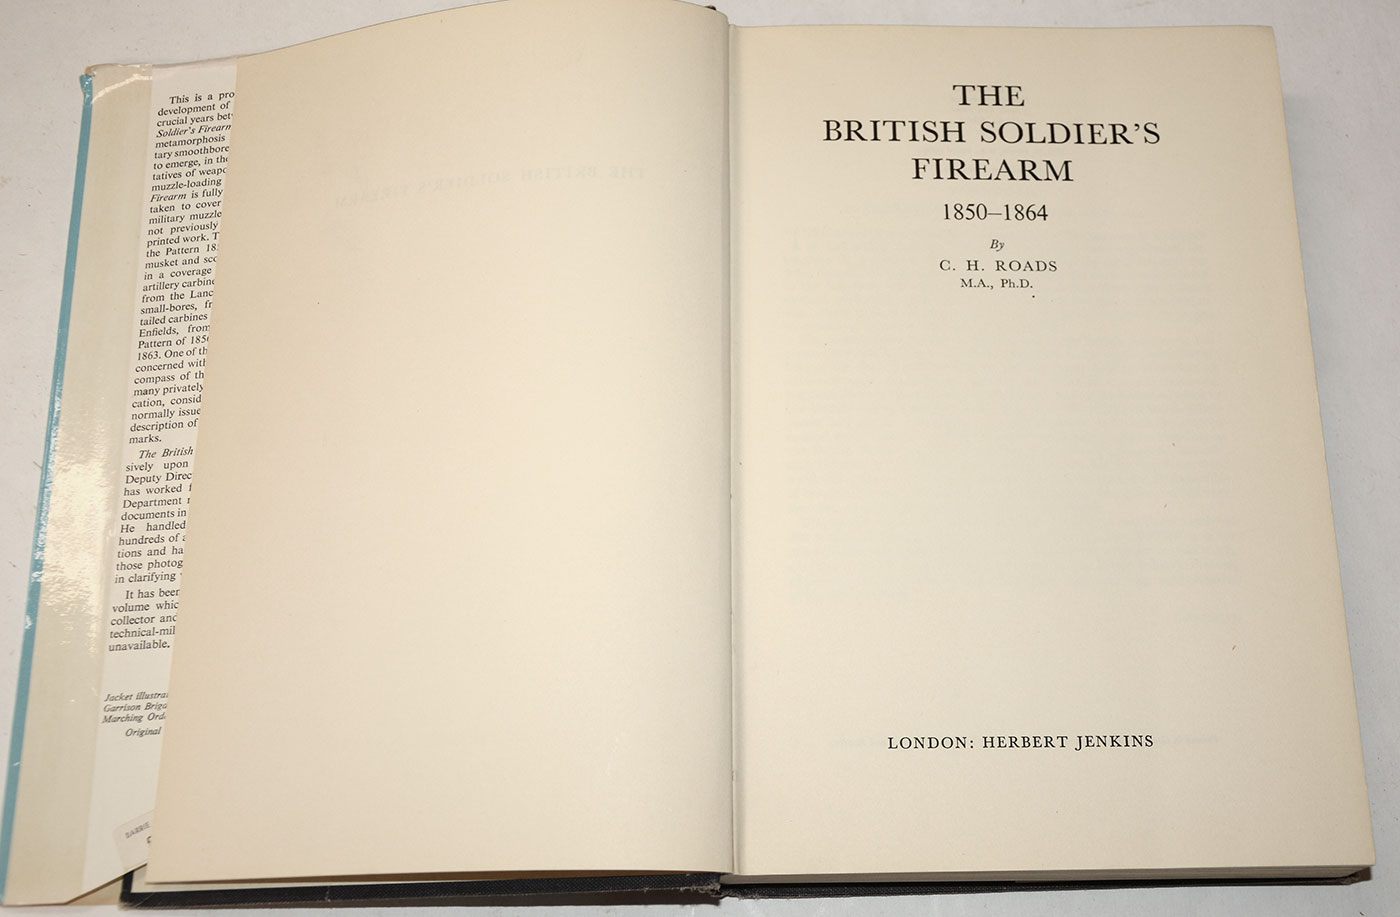 This is a pro
development of
crucial years bet
Soldier's Firearm
metamorphosis
tary smoothbore
to emerge, in the
tatives of weapo
muzzle-loading
Firearm is fully
taken to cover
military muzzle
not previously
printed work. T
the Pattern 18
musket and sco
in a coverage
artillery carbine
from the Lanc
small-bores, fr
tailed carbines
Enfields, from
Pattern of 185
1863. One of th
concerned with
compass of th
many privately
cation, consid
normally issue
description of
marks.
The British
sively upon
Deputy Direc
has worked f
Department
documents in
He handled
hundreds of a
tions and ha
those photog
in clarifying
It has been
volume whic
collector and
technical-mil
unavailable.
Jacket illustra
Garrison Briga
Marching Orde
Original
THE
BRITISH SOLDIER'S
FIREARM
1850–1864
By
C. H. ROADS
M.A., Ph.D.
LONDON: HERBERT JENKINS